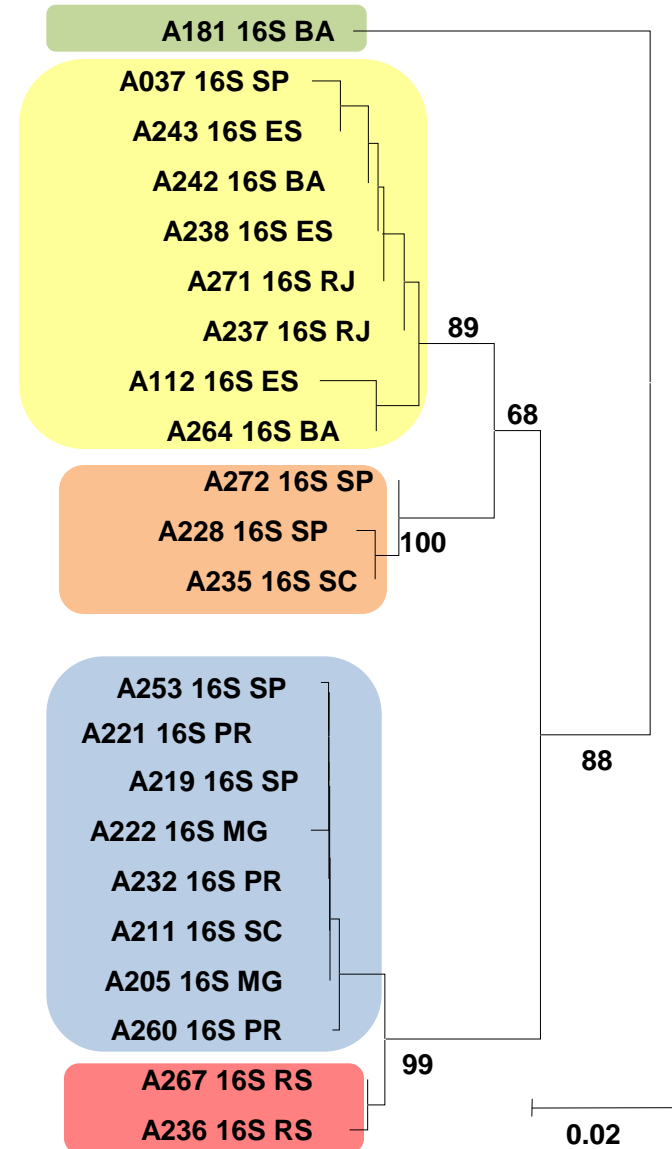 A181 16S BA
A037 16S SP
A243 16S ES
A242 16S BA
A238 16S ES
A271 16S RJ
A237 16S RJ
89
A112 16S ES
68
A264 16S BA
A272 16S SP
A228 16S SP
100
A235 16S SC
A253 16S SP
A221 16S PR
88
A219 16S SP
A222 16S MG
A232 16S PR
A211 16S SC
A205 16S MG
A260 16S PR
99
A267 16S RS
A236 16S RS
0.02